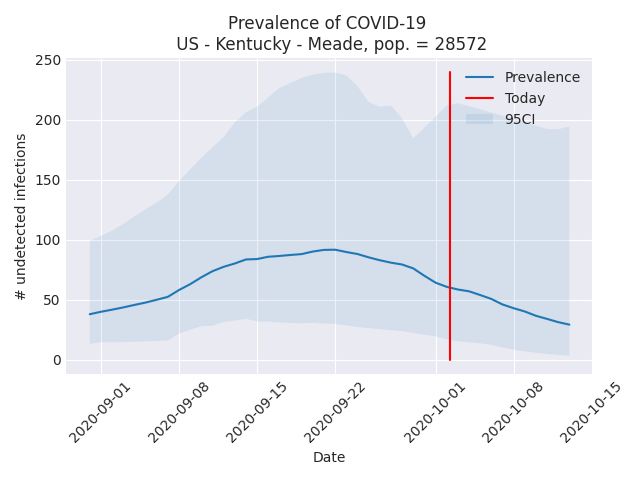 Prevalence of COVID-19
US - Kentucky - Meade, pop. = 28572
# undetected infections
250
200
150
100
50
0
Prevalence
Today
95CI
2020-09-01
2020-09-08
2020-09-15
2020-09-22
2020-10-01
2020-10-08
2020-10-15
Date